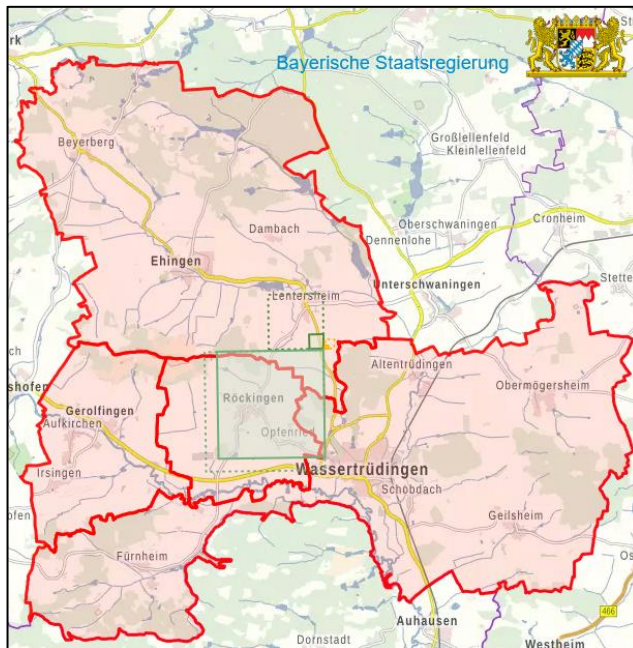 Bayerische Staatsregierung
Beyerberg
Großlellenfeld
Kleinlellenfeld
Dambach
Oberschwaningen
Cronheim
Dennenlohe
Ehingen
Lentersheim
Unterschwaningen
Altentrüdingen
Obermögersheim
Röckingen
Gerolfingen
Aufkirchen
Opfenried
Wassertrüdingen
Irsingen
Schobdach
Geilsheim
Fürnheim
466
Auhausen
Dornstadt
Westheim